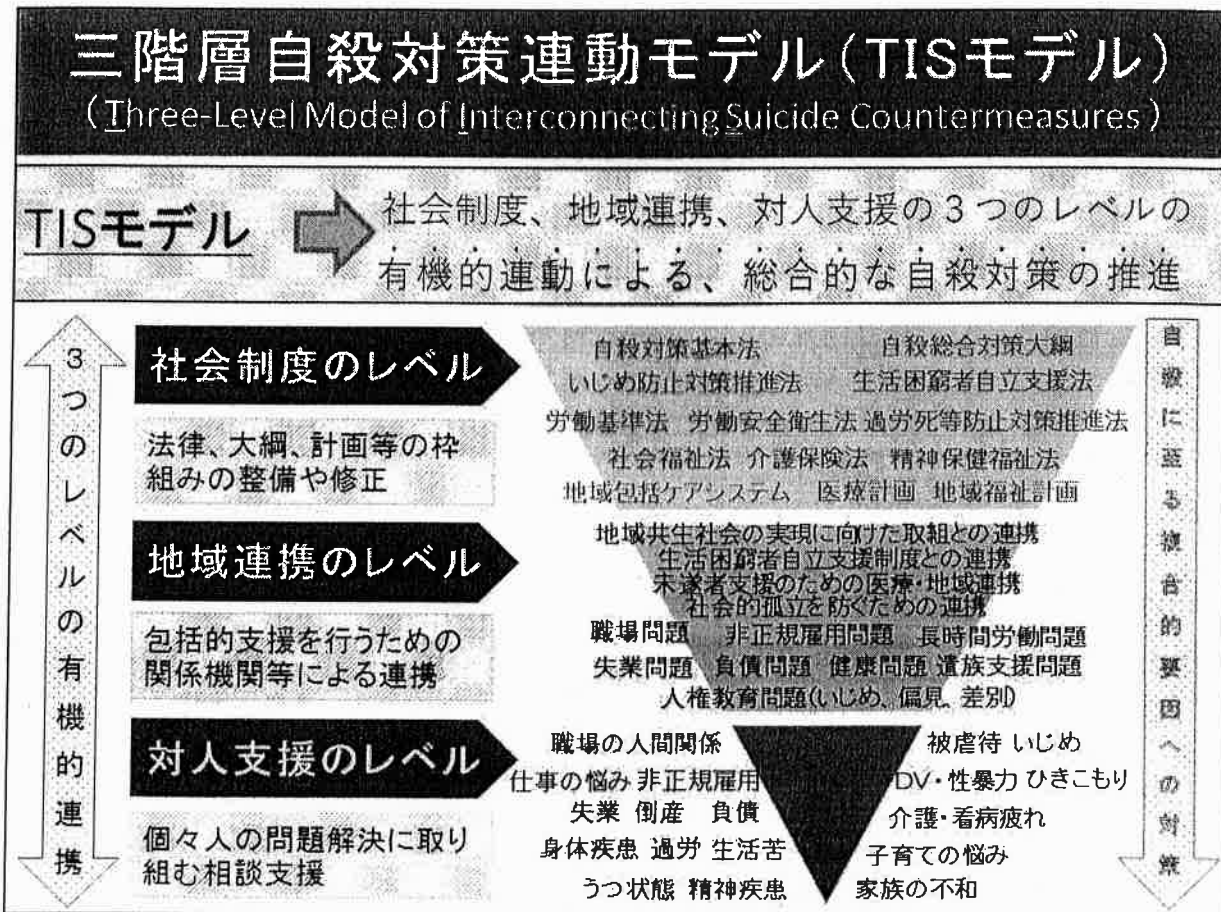 三階層自殺対策連動モデル(TISモデル)
(Three-Level Model of Interconnecting Suicide Countermeasures)
TISモデル
社会制度、地域連携、対人支援の3つのレベルの
有機的連動による、総合的な自殺対策の推進
3つのレベルの有機的連携
社会制度のレベル
法律、大綱、計画等の枠
組みの整備や修正
地域連携のレベル
包括的支援を行うための
関係機関等による連携
対人支援のレベル
個々人の問題解決に取り
組む相談支援
自殺対策基本法 自殺総合対策大綱
いじめ防止対策推進法 生活困窮者自立支援法
労働基準法 労働安全衛生法 過労死等防止対策推進法
社会福祉法 介護保険法 精神保健福祉法
地域包括ケアシステム 医療計画 地域福祉計画
地域共生社会の実現に向けた取組との連携
生活困窮者自立支援制度との連携
未遂者支援のための医療・地域連携
社会的孤立を防ぐための連携
職場問題 非正規雇用問題 長時間労働問題
失業問題 負債問題 健康問題 遺族支援問題
人権教育問題(いじめ、偏見、差別)
職場の人間関係 被虐待 いじめ
仕事の悩み 非正規雇用 DV・性暴力 ひきこもり
失業 倒産 負債 介護・看病疲れ
身体疾患 過労 生活苦 子育ての悩み
うつ状態 精神疾患 家族の不和
自殺に至る複合的要因への対策